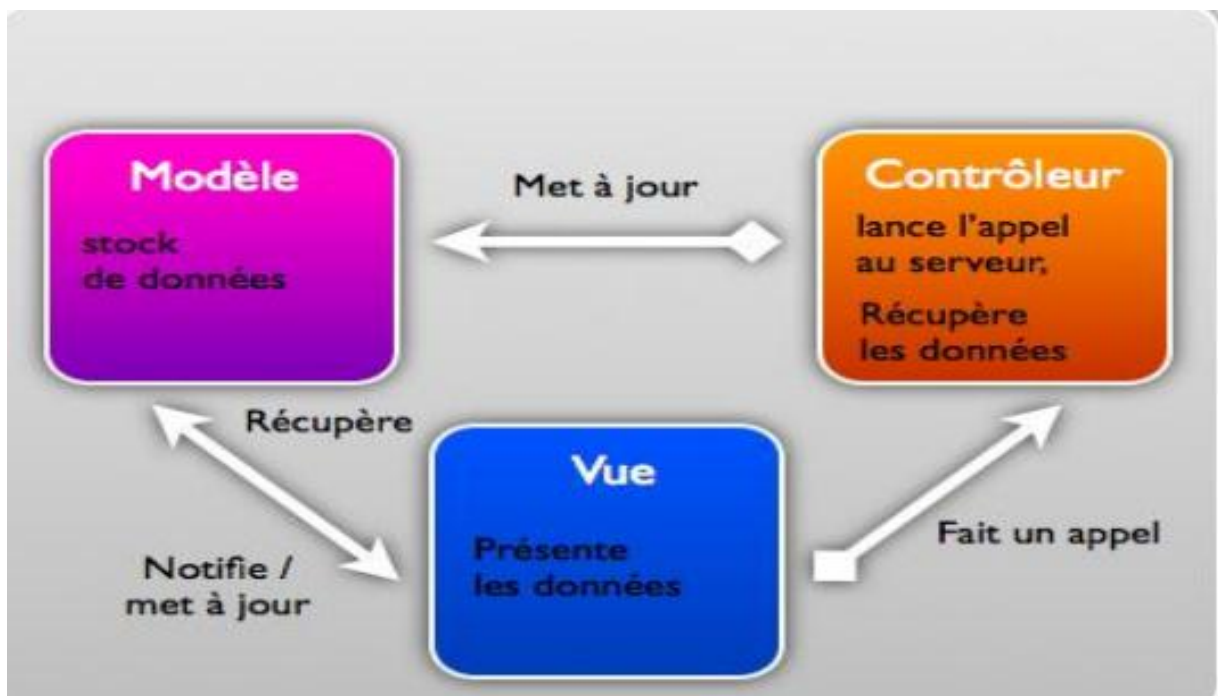 Modèle
stock
de données
Met à jour
Contrôleur
lance l'appel
au serveur,
Récupère
les données
Récupère
Notifie /
met à jour
Vue
Présente
les données
Fait un appel